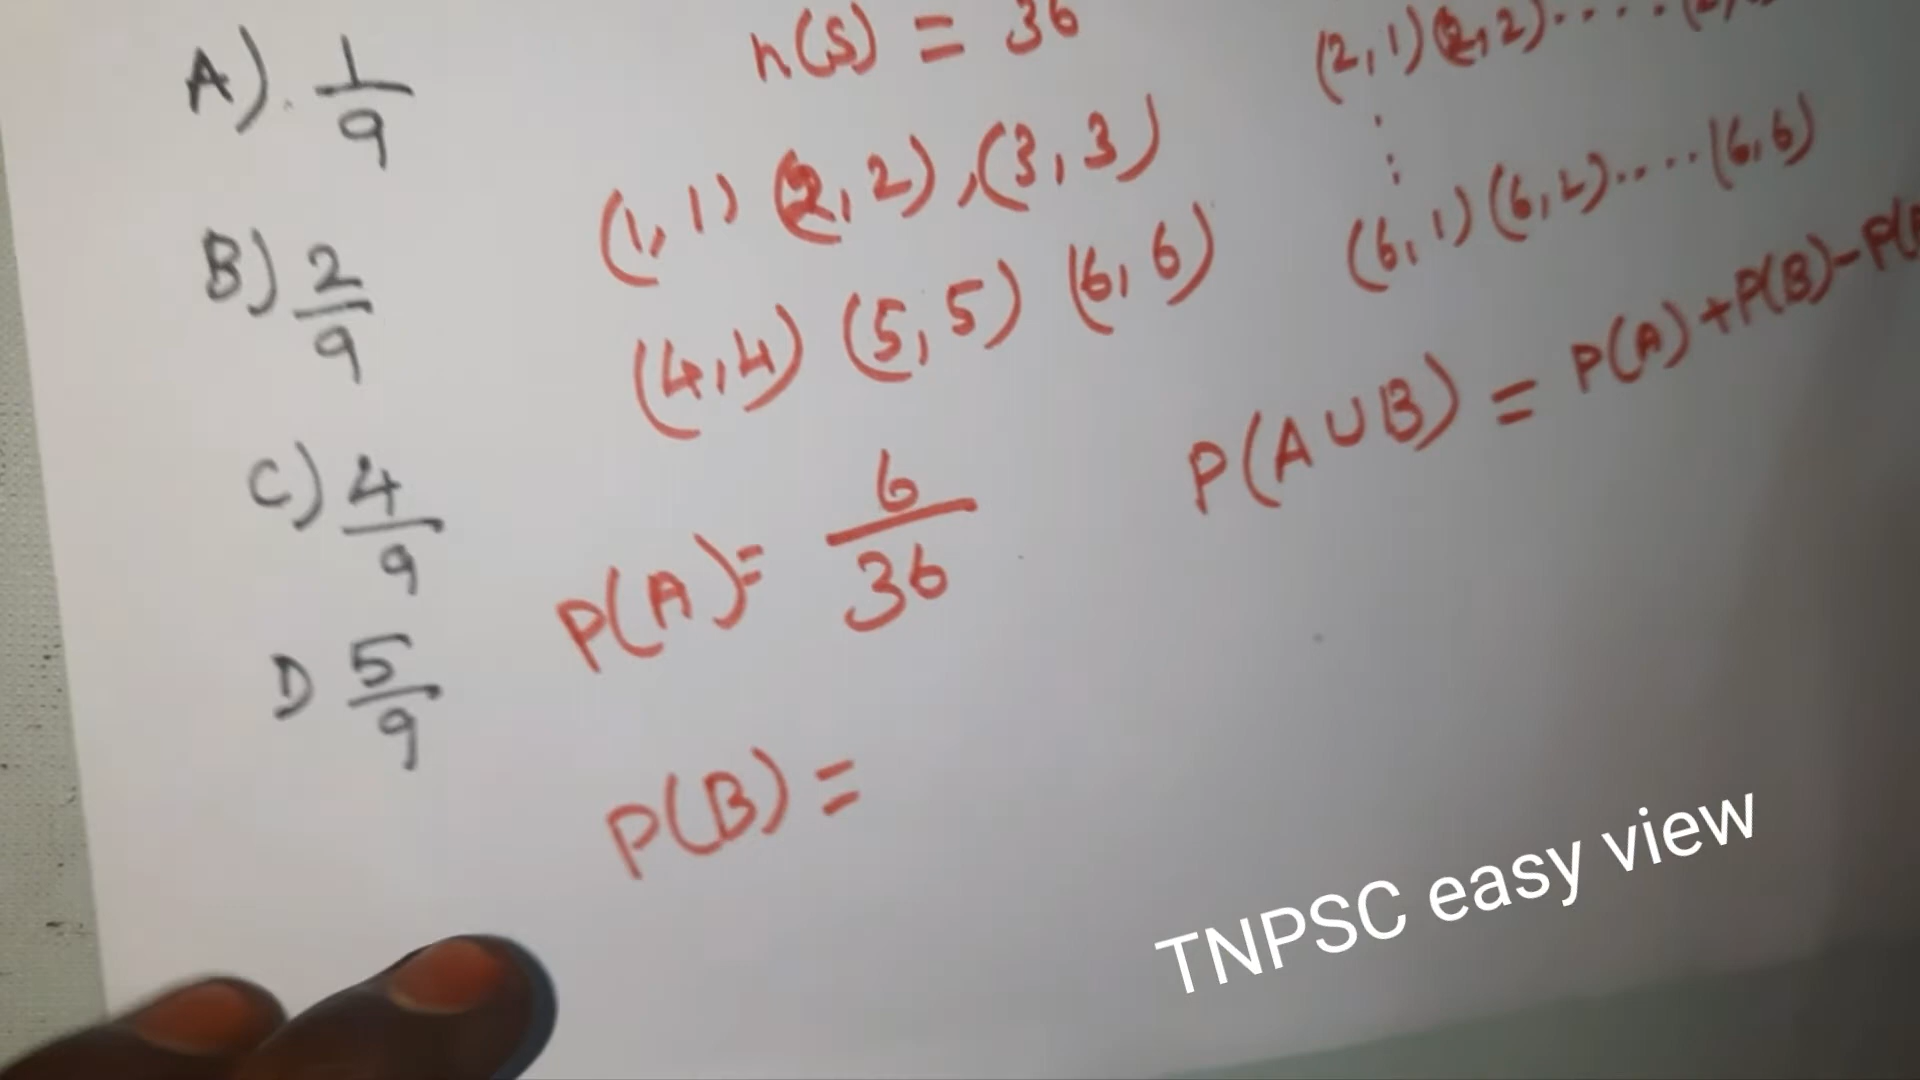 A) 1/9
B) 2/9
C) 4/9
D 5/9
n(S) = 36
(1,1) (2,2), (3,3)
(4,4) (5,5) (6,6)
P(A) = 6/36
P(B) =
(2,1) (2,2) ....
(6,1) (6,2) .... (6,6)
P(A∪B) = P(A) + P(B) - P(
TNPSC easy view